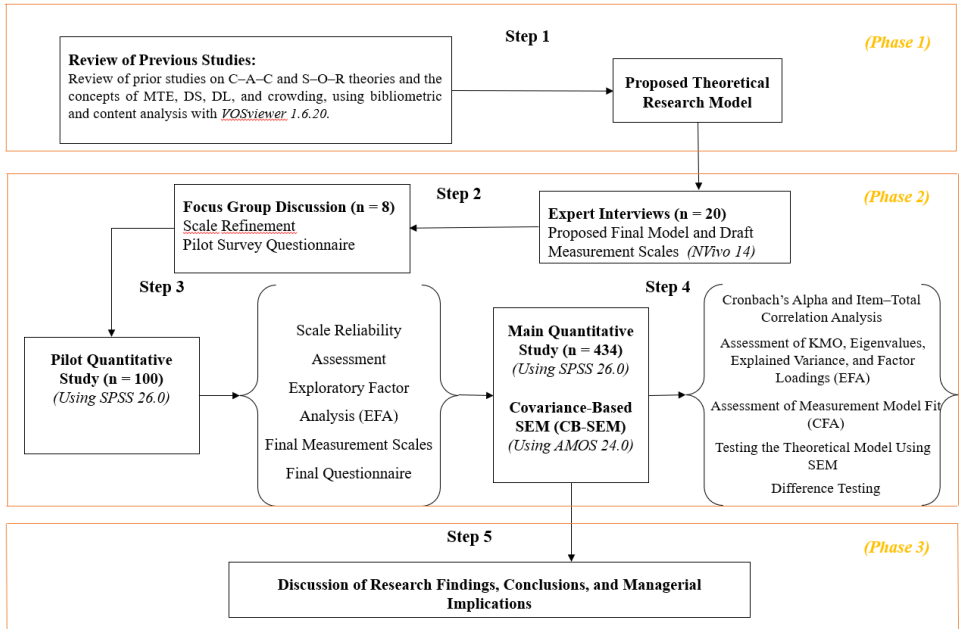 Step 1
(Phase 1)
Review of Previous Studies:
Review of prior studies on C–A–C and S–O–R theories and the
concepts of MTE, DS, DL, and crowding, using bibliometric
and content analysis with VOSviewer 1.6.20.
Proposed Theoretical
Research Model
Step 2
(Phase 2)
Focus Group Discussion (n = 8)
Scale Refinement
Pilot Survey Questionnaire
Expert Interviews (n = 20)
Proposed Final Model and Draft
Measurement Scales (NVivo 14)
Step 3
Pilot Quantitative
Study (n = 100)
(Using SPSS 26.0)
Scale Reliability
Assessment
Exploratory Factor
Analysis (EFA)
Final Measurement Scales
Final Questionnaire
Step 4
Main Quantitative
Study (n = 434)
(Using SPSS 26.0)
Covariance-Based
SEM (CB-SEM)
(Using AMOS 24.0)
Cronbach’s Alpha and Item–Total
Correlation Analysis
Assessment of KMO, Eigenvalues,
Explained Variance, and Factor
Loadings (EFA)
Assessment of Measurement Model Fit
(CFA)
Testing the Theoretical Model Using
SEM
Difference Testing
Step 5
(Phase 3)
Discussion of Research Findings, Conclusions, and Managerial
Implications